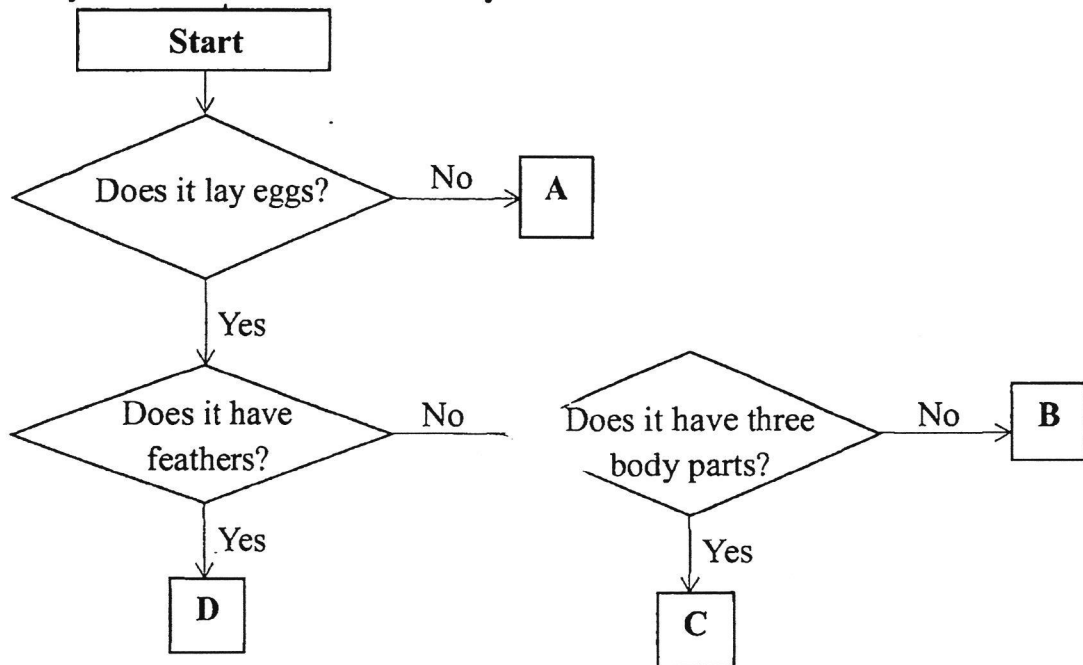 Start
Does it lay eggs?
No
A
Yes
Does it have
feathers?
No
Does it have three
body parts?
No
B
Yes
D
Yes
C